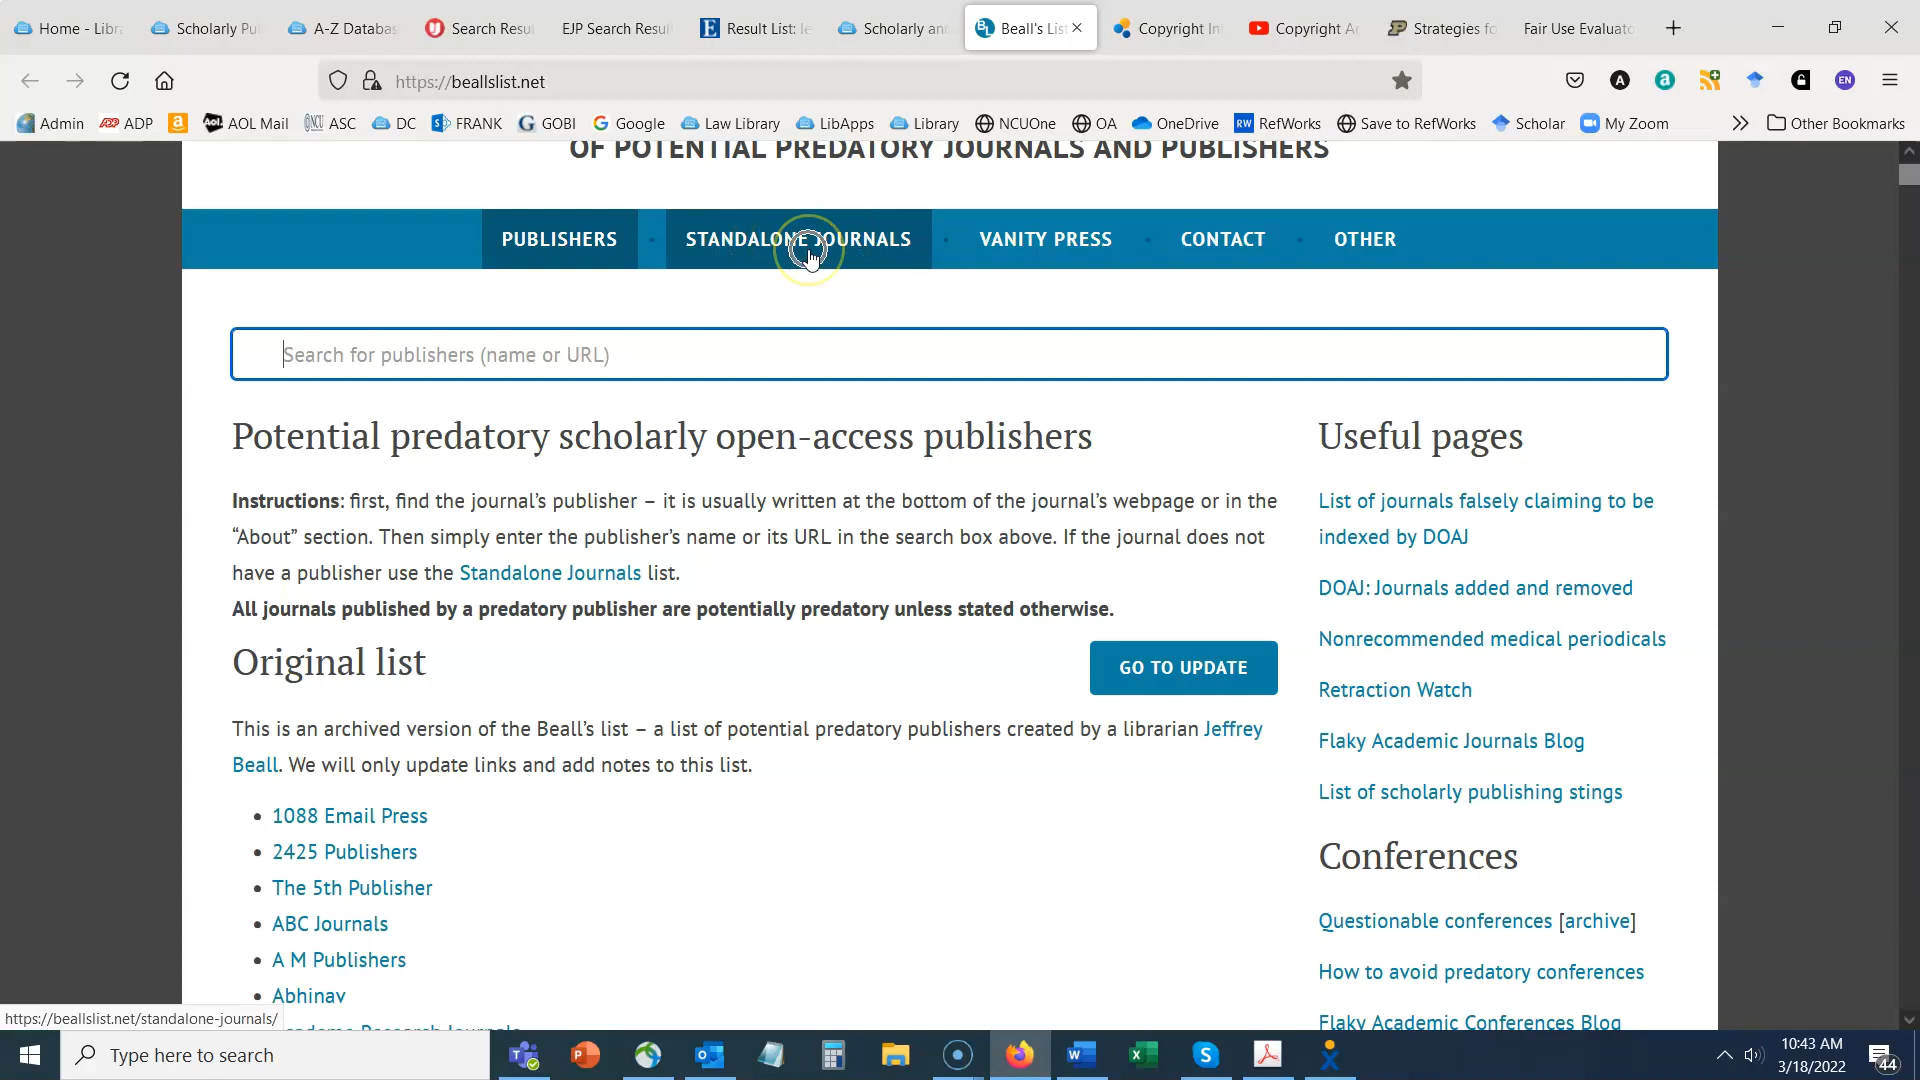 Home - Libr
Scholarly Pu
A-Z Databas
Search Resu
EJP Search Resul
Result List: le
Scholarly an
Beall's List
Copyright In
Copyright A
Strategies fo
Fair Use Evaluato
https://beallslist.net
EN
Admin
ADP
AOL Mail
ASC
DC
FRANK
GOBI
Google
Law Library
LibApps
Library
NCUOne
OA
OneDrive
RefWorks
Save to RefWorks
Scholar
My Zoom
Other Bookmarks
OF POTENTIAL PREDATORY JOURNALS AND PUBLISHERS
PUBLISHERS
STANDALONE JOURNALS
VANITY PRESS
CONTACT
OTHER
Search for publishers (name or URL)
Potential predatory scholarly open-access publishers
Instructions: first, find the journal’s publisher – it is usually written at the bottom of the journal’s webpage or in the
“About” section. Then simply enter the publisher’s name or its URL in the search box above. If the journal does not
have a publisher use the Standalone Journals list.
All journals published by a predatory publisher are potentially predatory unless stated otherwise.
Original list
GO TO UPDATE
This is an archived version of the Beall’s list – a list of potential predatory publishers created by a librarian Jeffrey
Beall. We will only update links and add notes to this list.
1088 Email Press
2425 Publishers
The 5th Publisher
ABC Journals
A M Publishers
Abhinav
Academe Research Journals
Useful pages
List of journals falsely claiming to be
indexed by DOAJ
DOAJ: Journals added and removed
Nonrecommended medical periodicals
Retraction Watch
Flaky Academic Journals Blog
List of scholarly publishing stings
Conferences
Questionable conferences [archive]
How to avoid predatory conferences
Flaky Academic Conferences Blog
https://beallslist.net/standalone-journals/
Type here to search
10:43 AM
3/18/2022
44